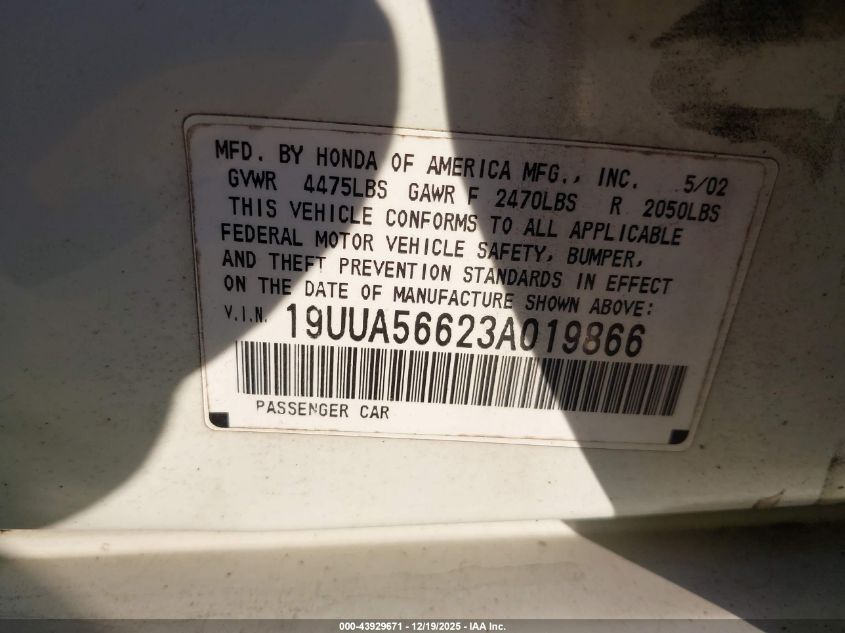 MFD. BY HONDA OF AMERICA MFG., INC. 5/02
GVWR 4475LBS GAWR F 2470LBS R 2050LBS
THIS VEHICLE CONFORMS TO ALL APPLICABLE
FEDERAL MOTOR VEHICLE SAFETY, BUMPER,
AND THEFT PREVENTION STANDARDS IN EFFECT
ON THE DATE OF MANUFACTURE SHOWN ABOVE:
V.I.N. 19UUA56623A019866
PASSENGER CAR
000-43929671 - 12/19/2025 - IAA Inc.